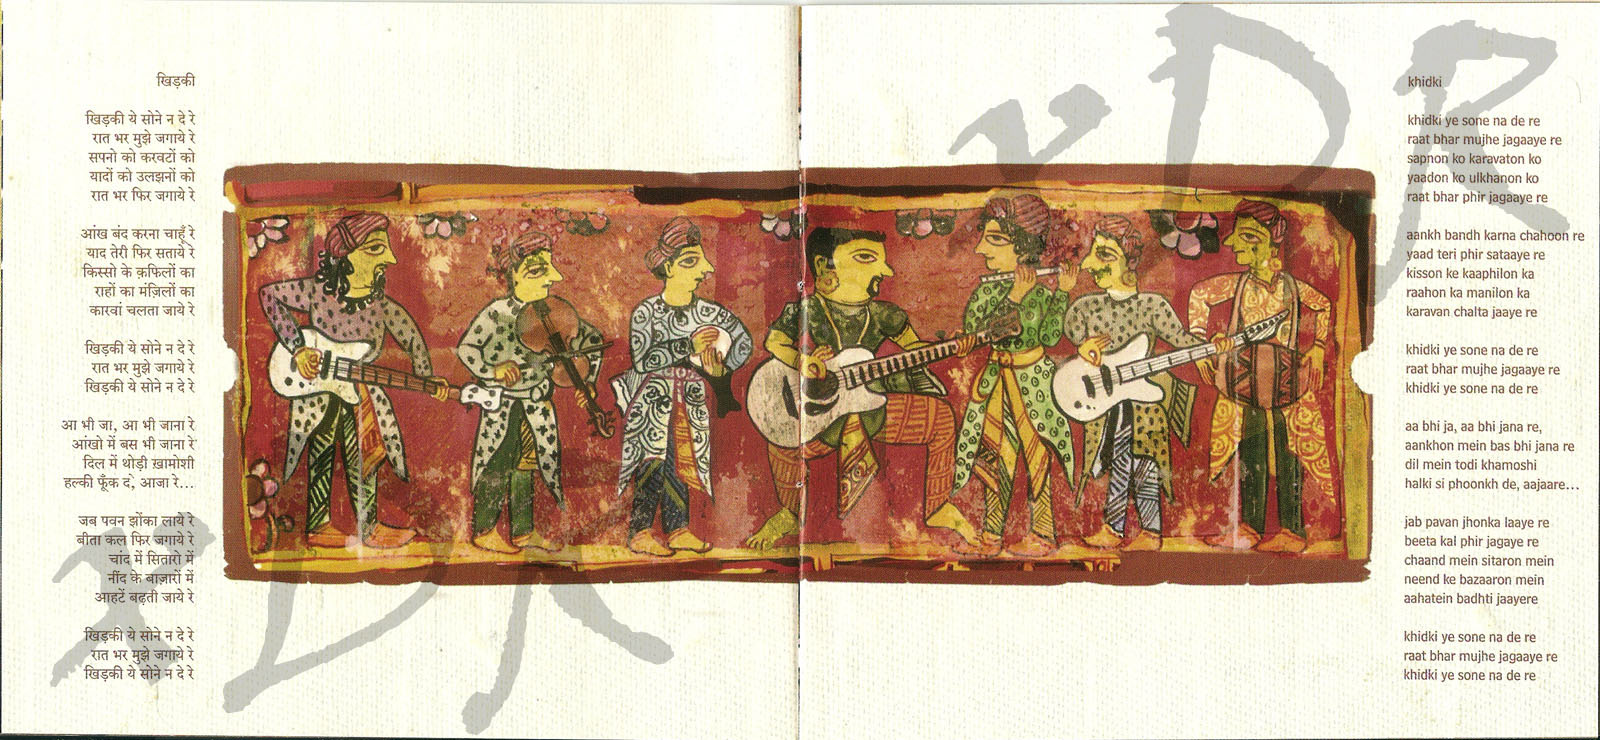 खिड़की
खिड़की ये सोने न दे रे
रात भर मुझे जगाये रे
सपनो को करवटों को
यादों को उलझनों को
रात भर फिर जगाये रे
आंख बंद करना चाहूँ रे
याद तेरी फिर सताये रे
किस्सो के क़फिलों का
राहों का मंज़िलों का
कारवां चलता जाये रे
खिड़की ये सोने न दे रे
रात भर मुझे जगाये रे
खिड़की ये सोने न दे रे
आ भी जा, आ भी जाना रे
आंखो में बस भी जाना रे
दिल में थोड़ी ख़ामोशी
हल्की फूँक द, आजा रे...
जब पवन झोंका लाये रे
बीता कल फिर जगाये रे
चांद में सितारो में
नींद के बाज़ारों में
आहटें बढ़ती जाये रे
खिड़की ये सोने न दे रे
रात भर मुझे जगाये रे
खिड़की ये सोने न दे रे
khidki
khidki ye sone na de re
raat bhar mujhe jagaaye re
sapnon ko karavaton ko
yaadon ko ulkhanon ko
raat bhar phir jagaaye re
aankh bandh karna chahoon re
yaad teri phir sataaye re
kisson ke kaaphilon ka
raahon ka manilon ka
karavan chalta jaaye re
khidki ye sone na de re
raat bhar mujhe jagaaye re
khidki ye sone na de re
aa bhi ja, aa bhi jana re,
aankhon mein bas bhi jana re
dil mein todi khamoshi
halki si phoonkh de, aajaare...
jab pavan jhonka laaye re
beeta kal phir jagaye re
chaand mein sitaron mein
neend ke bazaaron mein
aahatein badhti jaayere
khidki ye sone na de re
raat bhar mujhe jagaaye re
khidki ye sone na de re
xDR
xDR